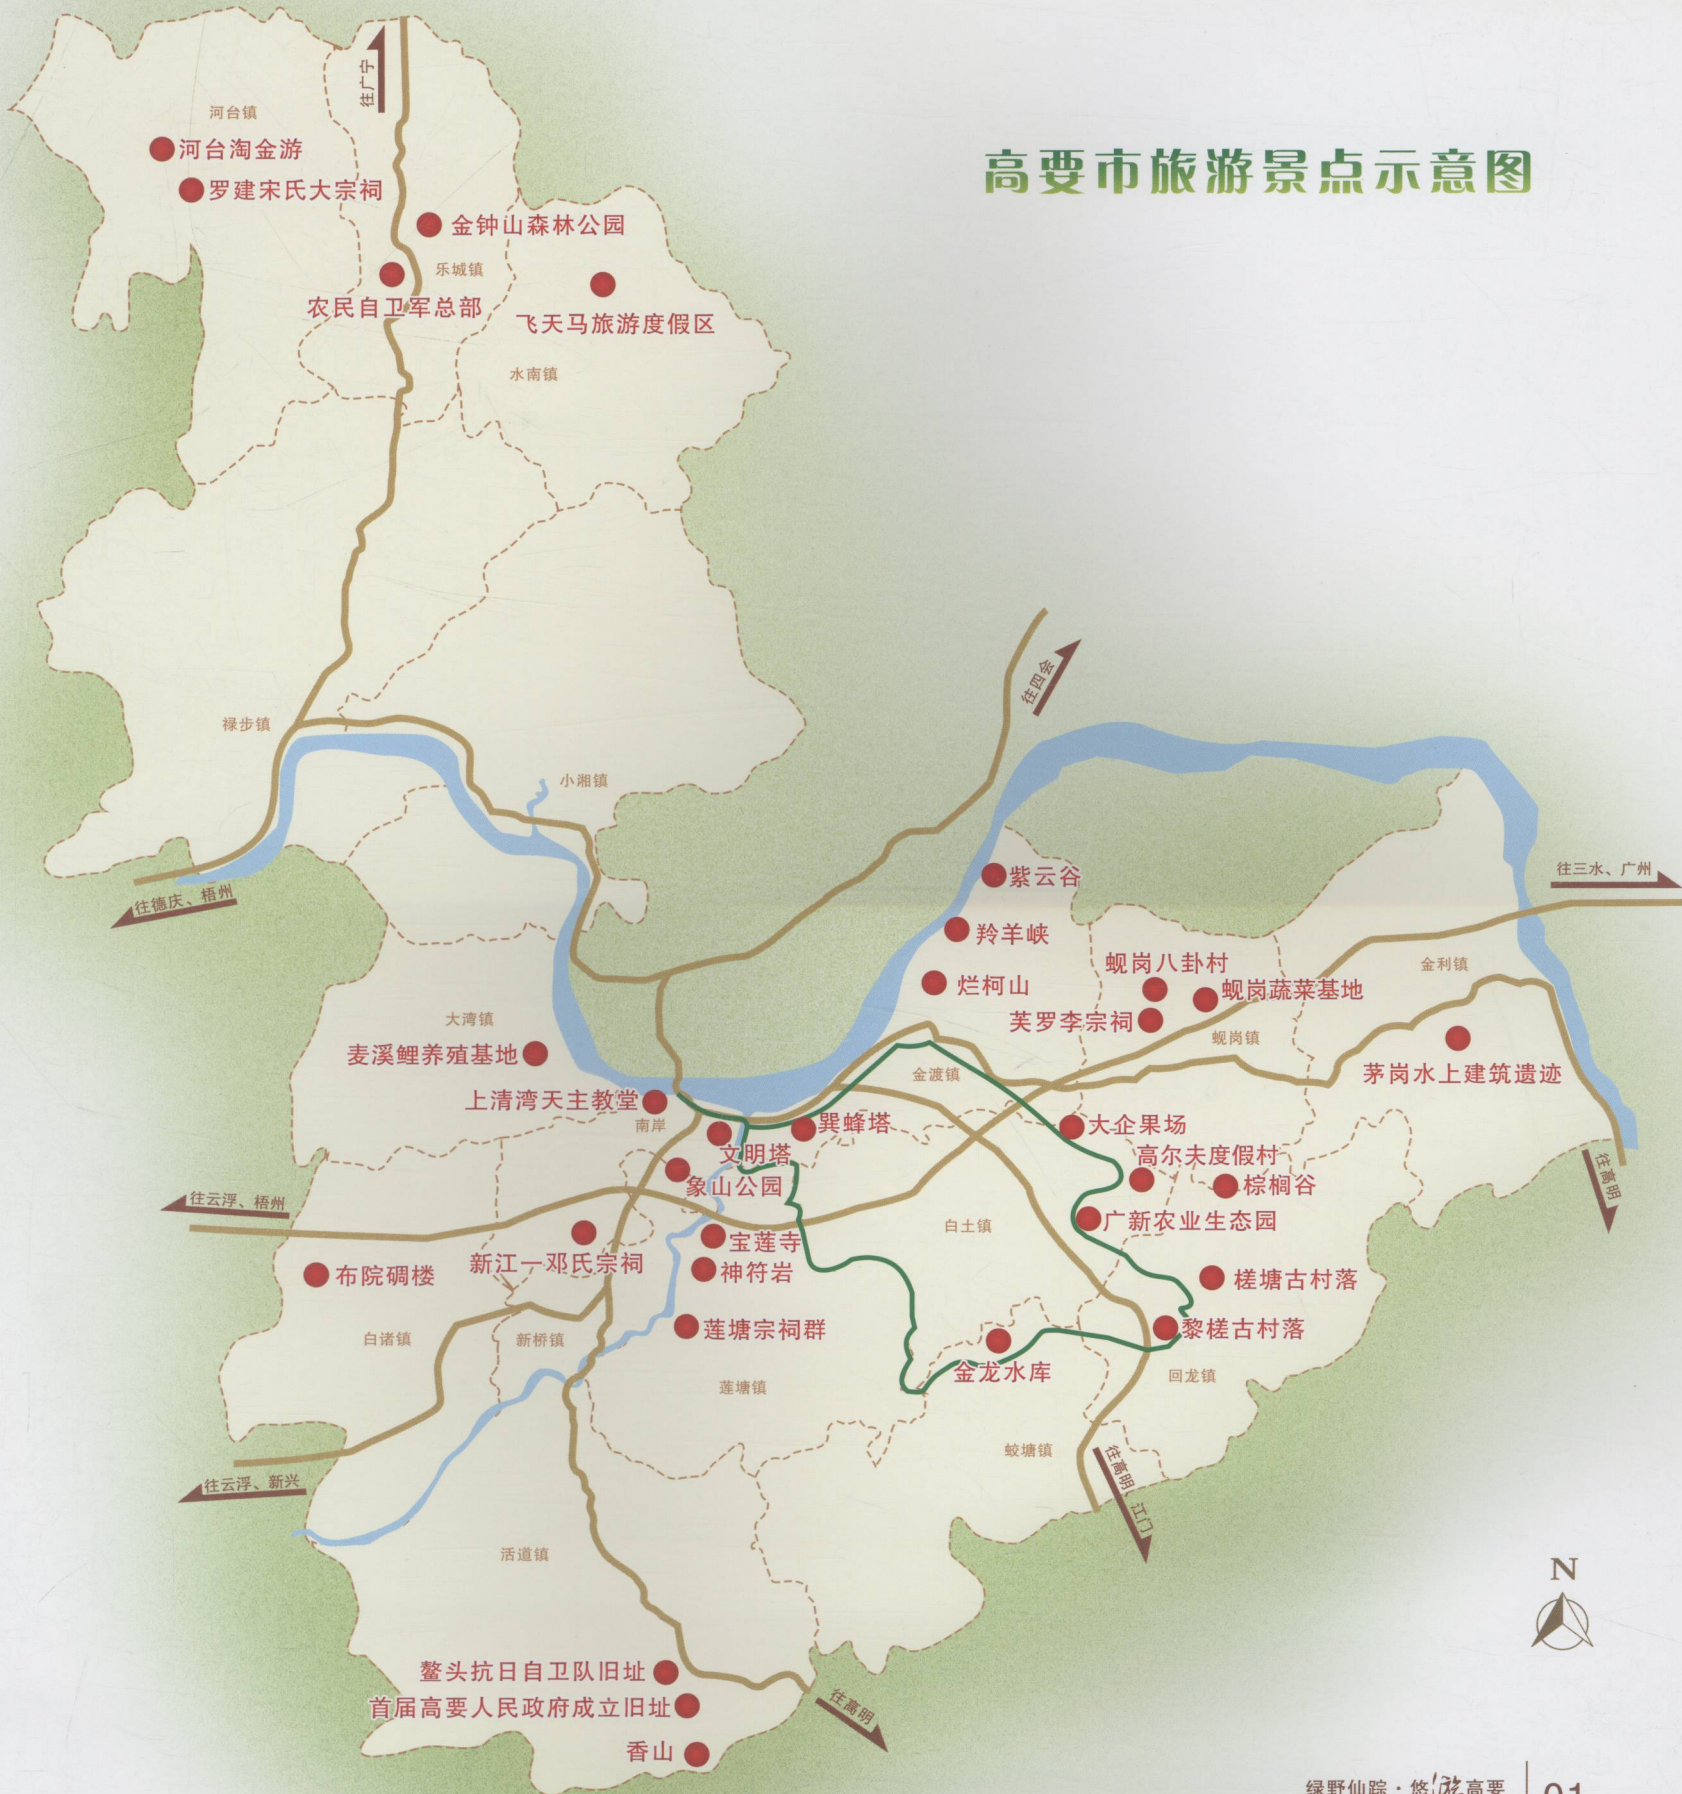 往广宁
河台镇
河台淘金游
高要市旅游景点示意图
罗建宋氏大宗祠
金钟山森林公园
乐城镇
农民自卫军总部
飞天马旅游度假区
水南镇
往四会
禄步镇
小湘镇
往德庆、梧州
紫云谷
往三水、广州
羚羊峡
蚬岗八卦村
金利镇
烂柯山
蚬岗蔬菜基地
大湾镇
芙罗李宗祠
蚬岗镇
麦溪鲤养殖基地
金渡镇
茅岗水上建筑遗迹
上清湾天主教堂
南岸
巽蜂塔
大企果场
文明塔
高尔夫度假村
象山公园
棕榈谷
往高明
往云浮、梧州
白土镇
广新农业生态园
宝莲寺
新江一邓氏宗祠
神符岩
布院碉楼
槎塘古村落
莲塘宗祠群
黎槎古村落
白诸镇
新桥镇
金龙水库
莲塘镇
回龙镇
蛟塘镇
往云浮、新兴
往高明、江门
活道镇
N
鳌头抗日自卫队旧址
首届高要人民政府成立旧址
往高明
香山
绿野仙踪·悠游高要
01